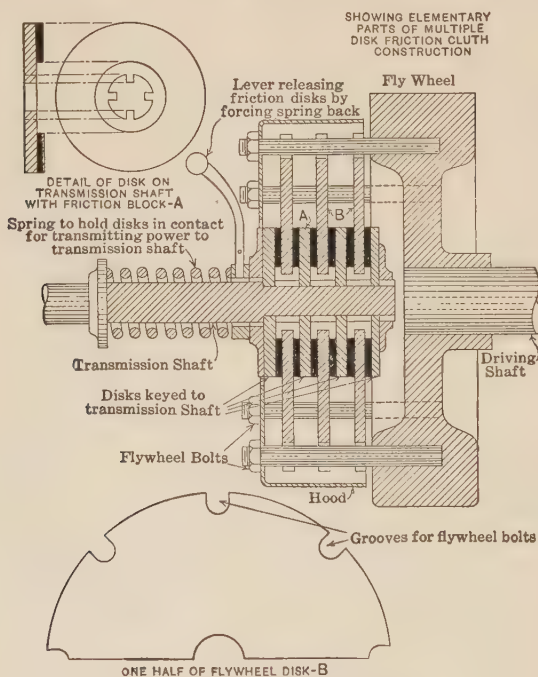 SHOWING ELEMENTARY
PARTS OF MULTIPLE
DISK FRICTION CLUTH
CONSTRUCTION
Lever releasing
friction disks by
forcing spring back
Fly Wheel
DETAIL OF DISK ON
TRANSMISSION SHAFT
WITH FRICTION BLOCK-A
Spring to hold disks in contact
for transmitting power to
transmission shaft
A
B
Transmission Shaft
Driving
Shaft
Disks keyed to
transmission Shaft
Flywheel Bolts
Hood
Grooves for flywheel bolts
ONE HALF OF FLYWHEEL DISK-B